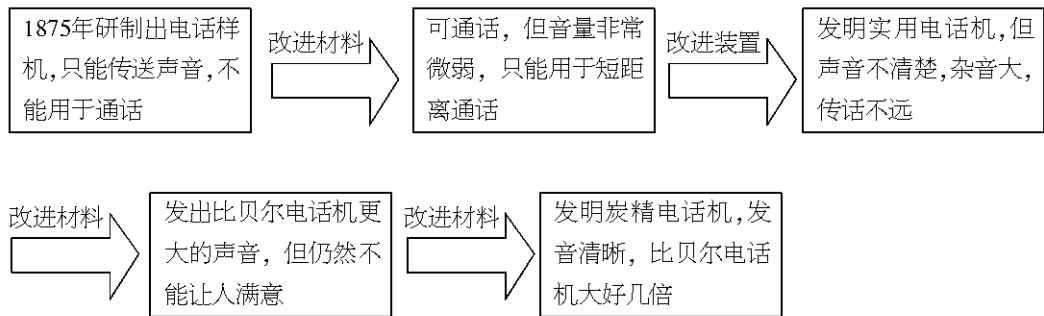 1875年研制出电话样
机,只能传送声音,不
能用于通话
改进材料
可通话，但音量非常
微弱，只能用于短距
离通话
改进装置
发明实用电话机,但
声音不清楚,杂音大,
传话不远
改进材料
发出比贝尔电话机更
大的声音，但仍然不
能让人满意
改进材料
发明炭精电话机,发
音清晰，比贝尔电话
机大好几倍